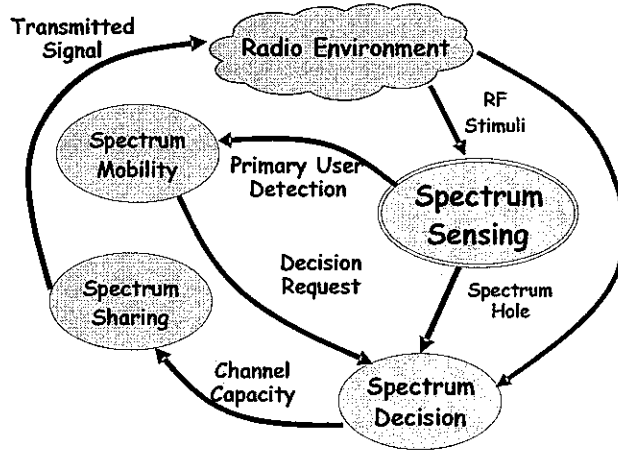 Transmitted
Signal
Radio Environment
RF
Stimuli
Spectrum
Mobility
Primary User
Detection
Spectrum
Sensing
Decision
Request
Spectrum
Hole
Spectrum
Sharing
Channel
Capacity
Spectrum
Decision